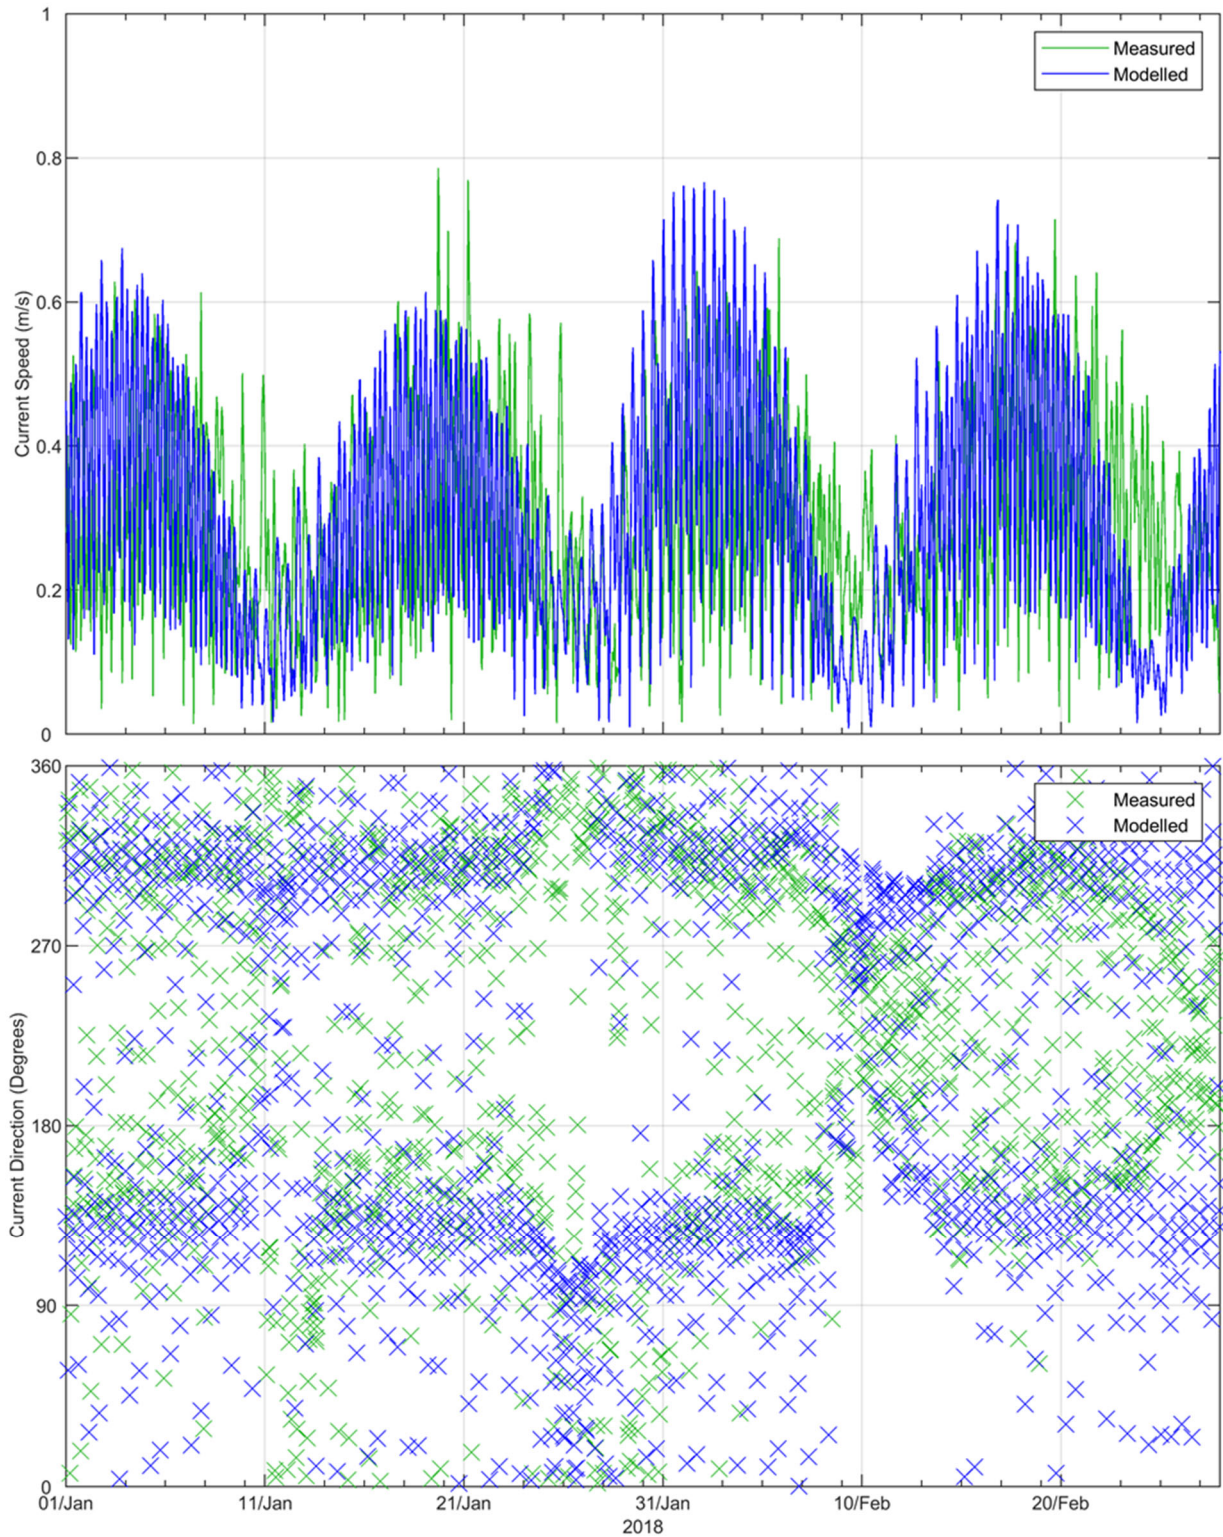 1
Measured
Modelled
0.8
0.6
Current Speed (m/s)
0.4
0.2
0
360
Measured
Modelled
270
Current Direction (Degrees)
180
90
0
01/Jan 11/Jan 21/Jan 31/Jan 10/Feb 20/Feb
2018